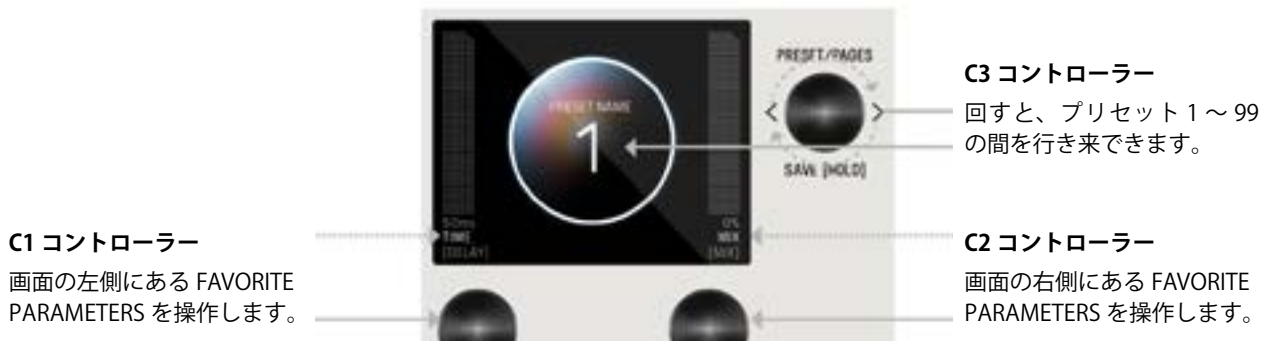 PRESET/PAGES
< >
SAVE [HOLD]
PRESET NAME
1
50ms
TIME
[DELAY]
0%
MIX
[MIX]
C3 コントローラー
回すと、プリセット 1 ~ 99
の間を行き来できます。
C1 コントローラー
画面の左側にある FAVORITE
PARAMETERS を操作します。
C2 コントローラー
画面の右側にある FAVORITE
PARAMETERS を操作します。